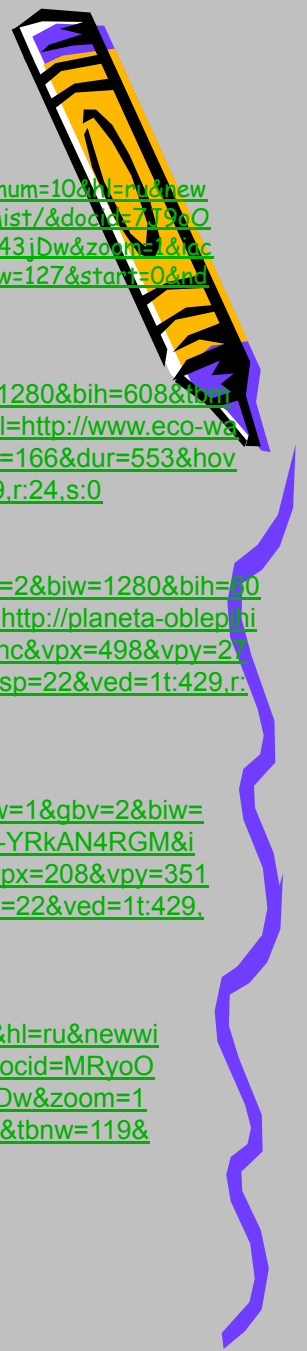 num=10&hl=ru&new
hist/&docid=7J9oO
43jDw&zoom=1&iac
w=127&start=0&nd
1280&bih=608&tbm
l=http://www.eco-wa
=166&dur=553&hov
9,r:24,s:0
=2&biw=1280&bih=60
http://planeta-oblepihi
nc&vpx=498&vpy=27
sp=22&ved=1t:429,r:
w=1&gbv=2&biw=
-YRkAN4RGM&i
px=208&vpy=351
=22&ved=1t:429,
&hl=ru&newwi
ocid=MRyoO
Dw&zoom=1
&tbnw=119&